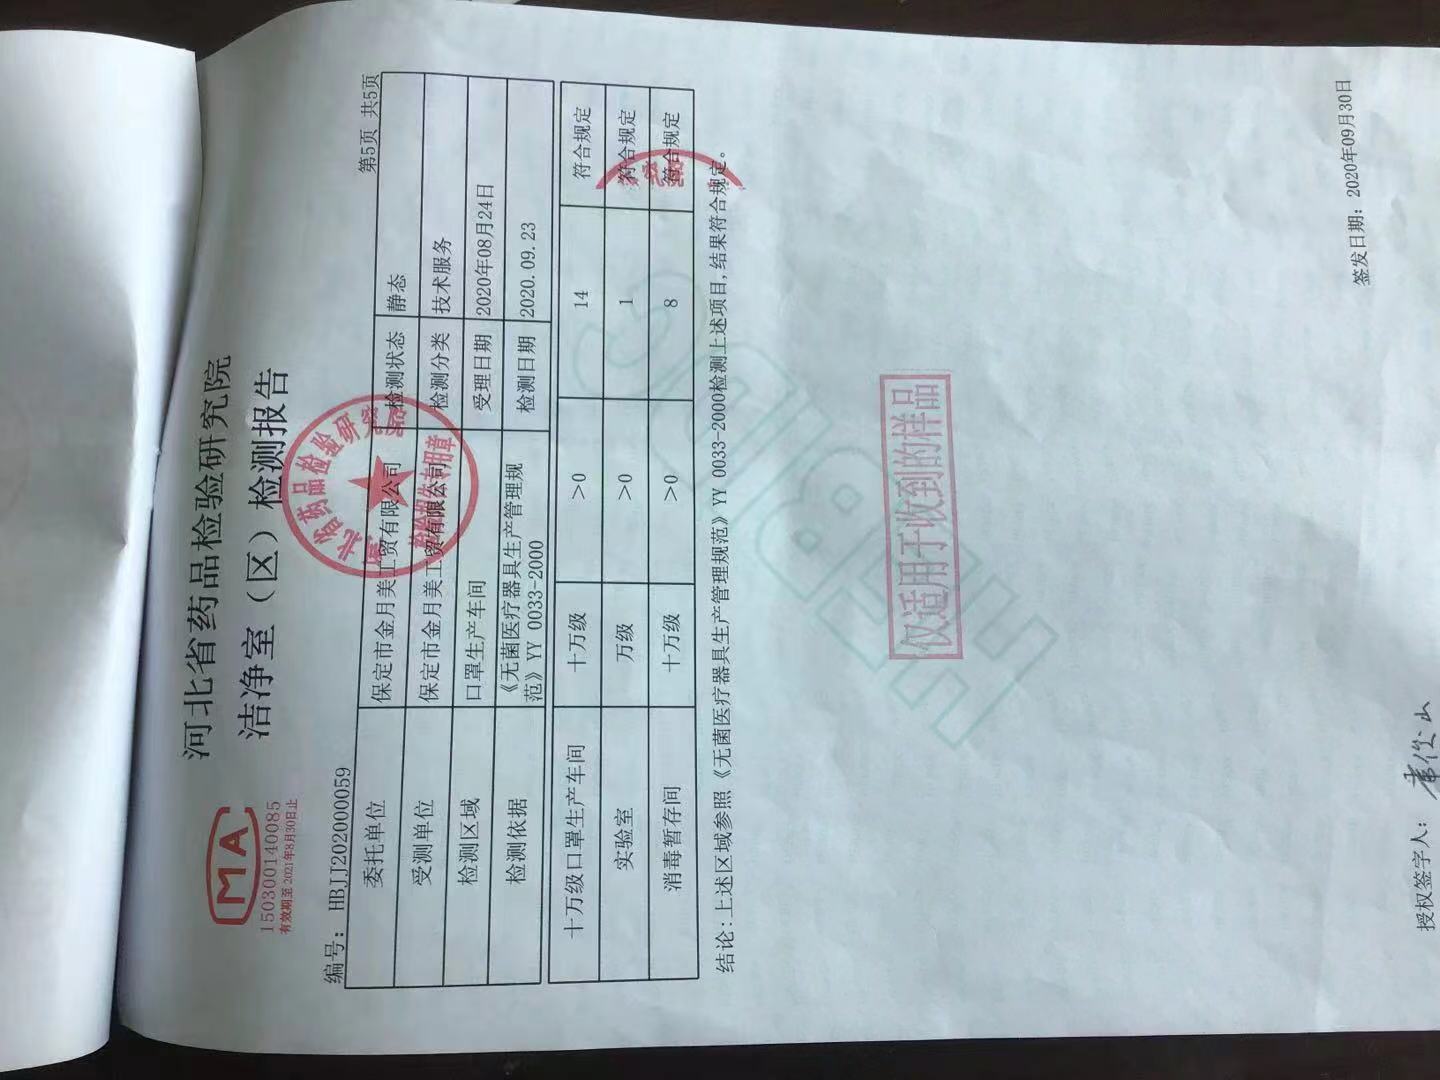 河北省药品检验研究院
洁净室（区）检测报告
MA
150300140085
有效期至2021年8月30日止
编号：HBJJ202000059
第5页 共5页
委托单位 保定市金月美工贸有限公司 检测状态 静态
受测单位 保定市金月美工贸有限公司 检测分类 技术服务
检测区域 口罩生产车间 受理日期 2020年08月24日
检测依据 《无菌医疗器具生产管理规范》YY 0033-2000 检测日期 2020.09.23
十万级口罩生产车间 十万级 >0 14 符合规定
实验室 万级 >0 1 符合规定
消毒暂存间 十万级 >0 8 符合规定
结论:上述区域参照《无菌医疗器具生产管理规范》YY 0033-2000检测上述项目,结果符合规定。
仅适用于收到的样品
授权签字人：
签发日期：2020年09月30日